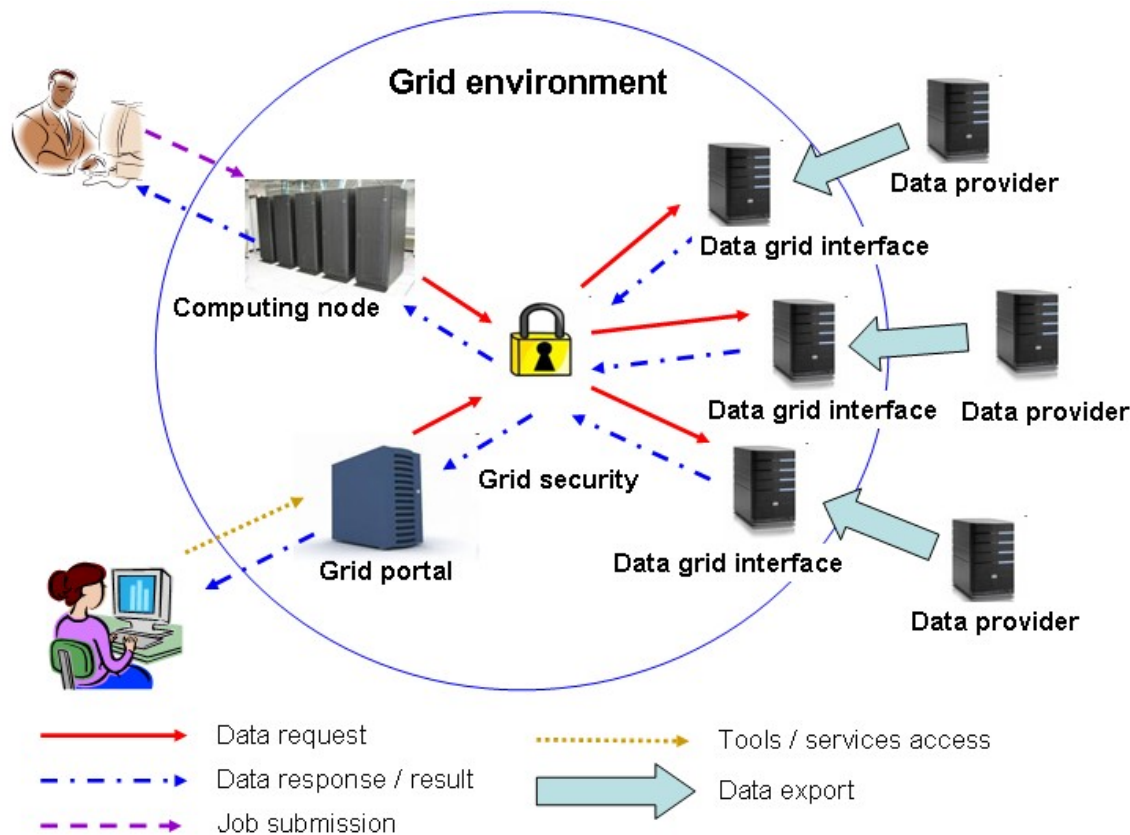 Grid environment
Data provider
Data grid interface
Computing node
Data grid interface
Data provider
Grid security
Data grid interface
Grid portal
Data provider
Data request
Tools / services access
Data response / result
Data export
Job submission